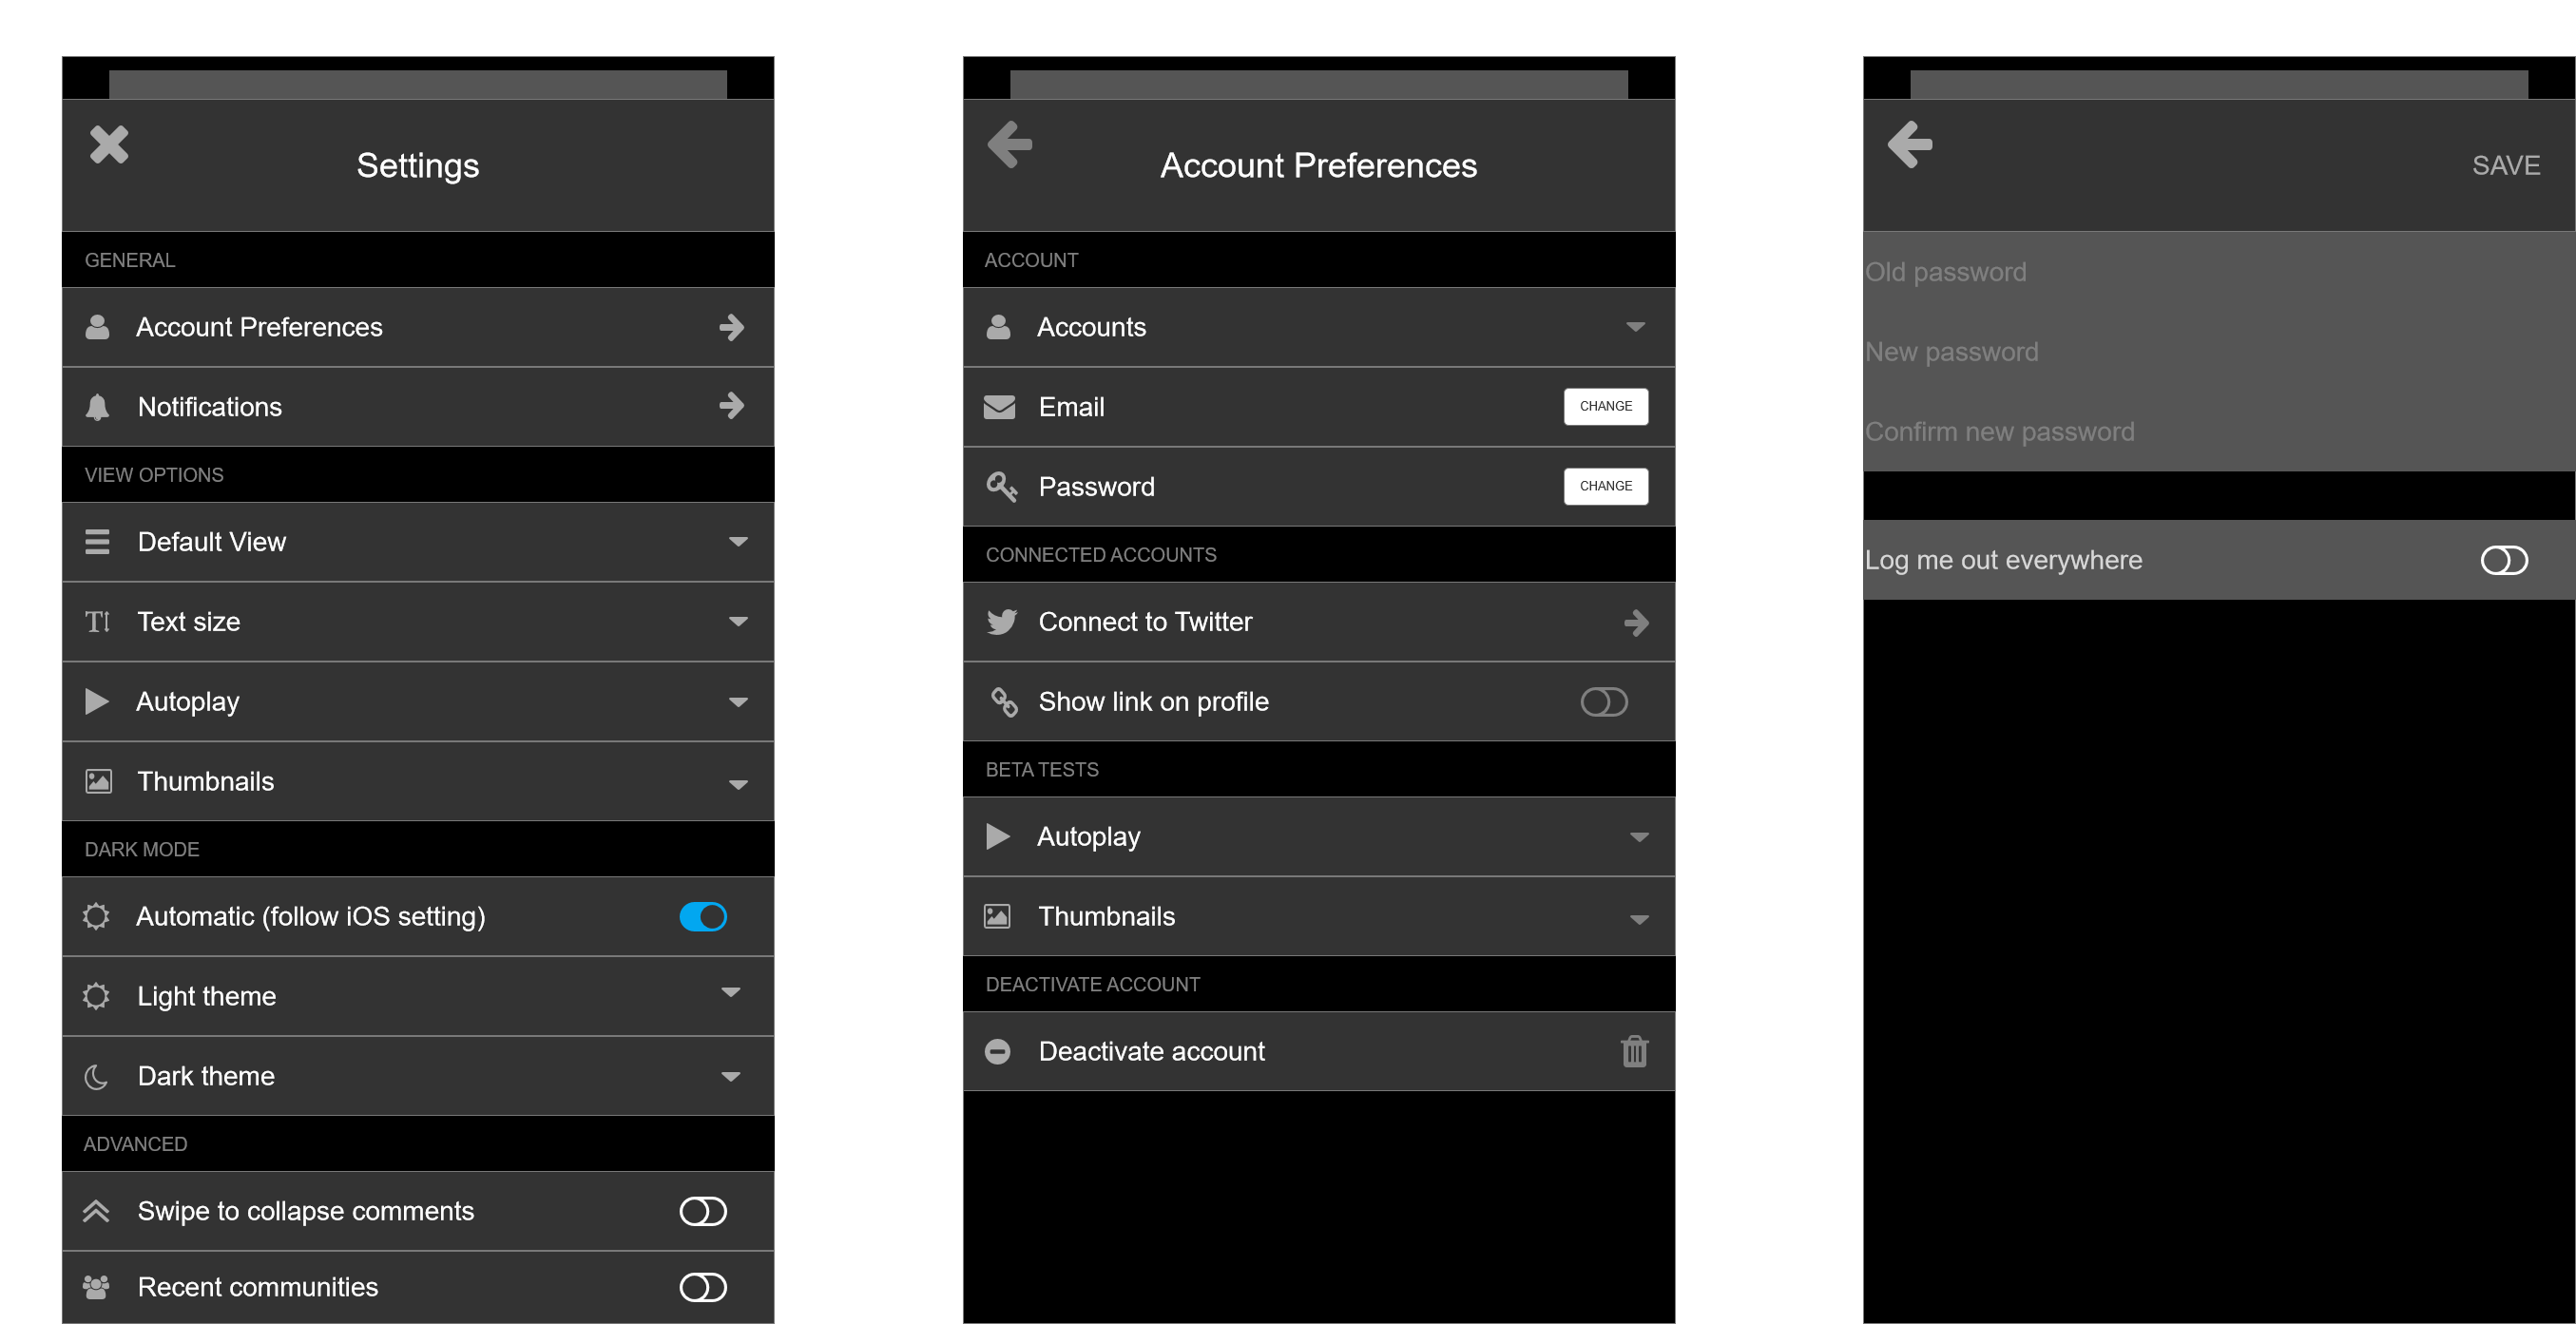 Settings
GENERAL
Account Preferences
Notifications
VIEW OPTIONS
Default View
Text size
Autoplay
Thumbnails
DARK MODE
Automatic (follow iOS setting)
Light theme
Dark theme
ADVANCED
Swipe to collapse comments
Recent communities
Account Preferences
ACCOUNT
Accounts
Email CHANGE
Password CHANGE
CONNECTED ACCOUNTS
Connect to Twitter
Show link on profile
BETA TESTS
Autoplay
Thumbnails
DEACTIVATE ACCOUNT
Deactivate account
SAVE
Old password
New password
Confirm new password
Log me out everywhere